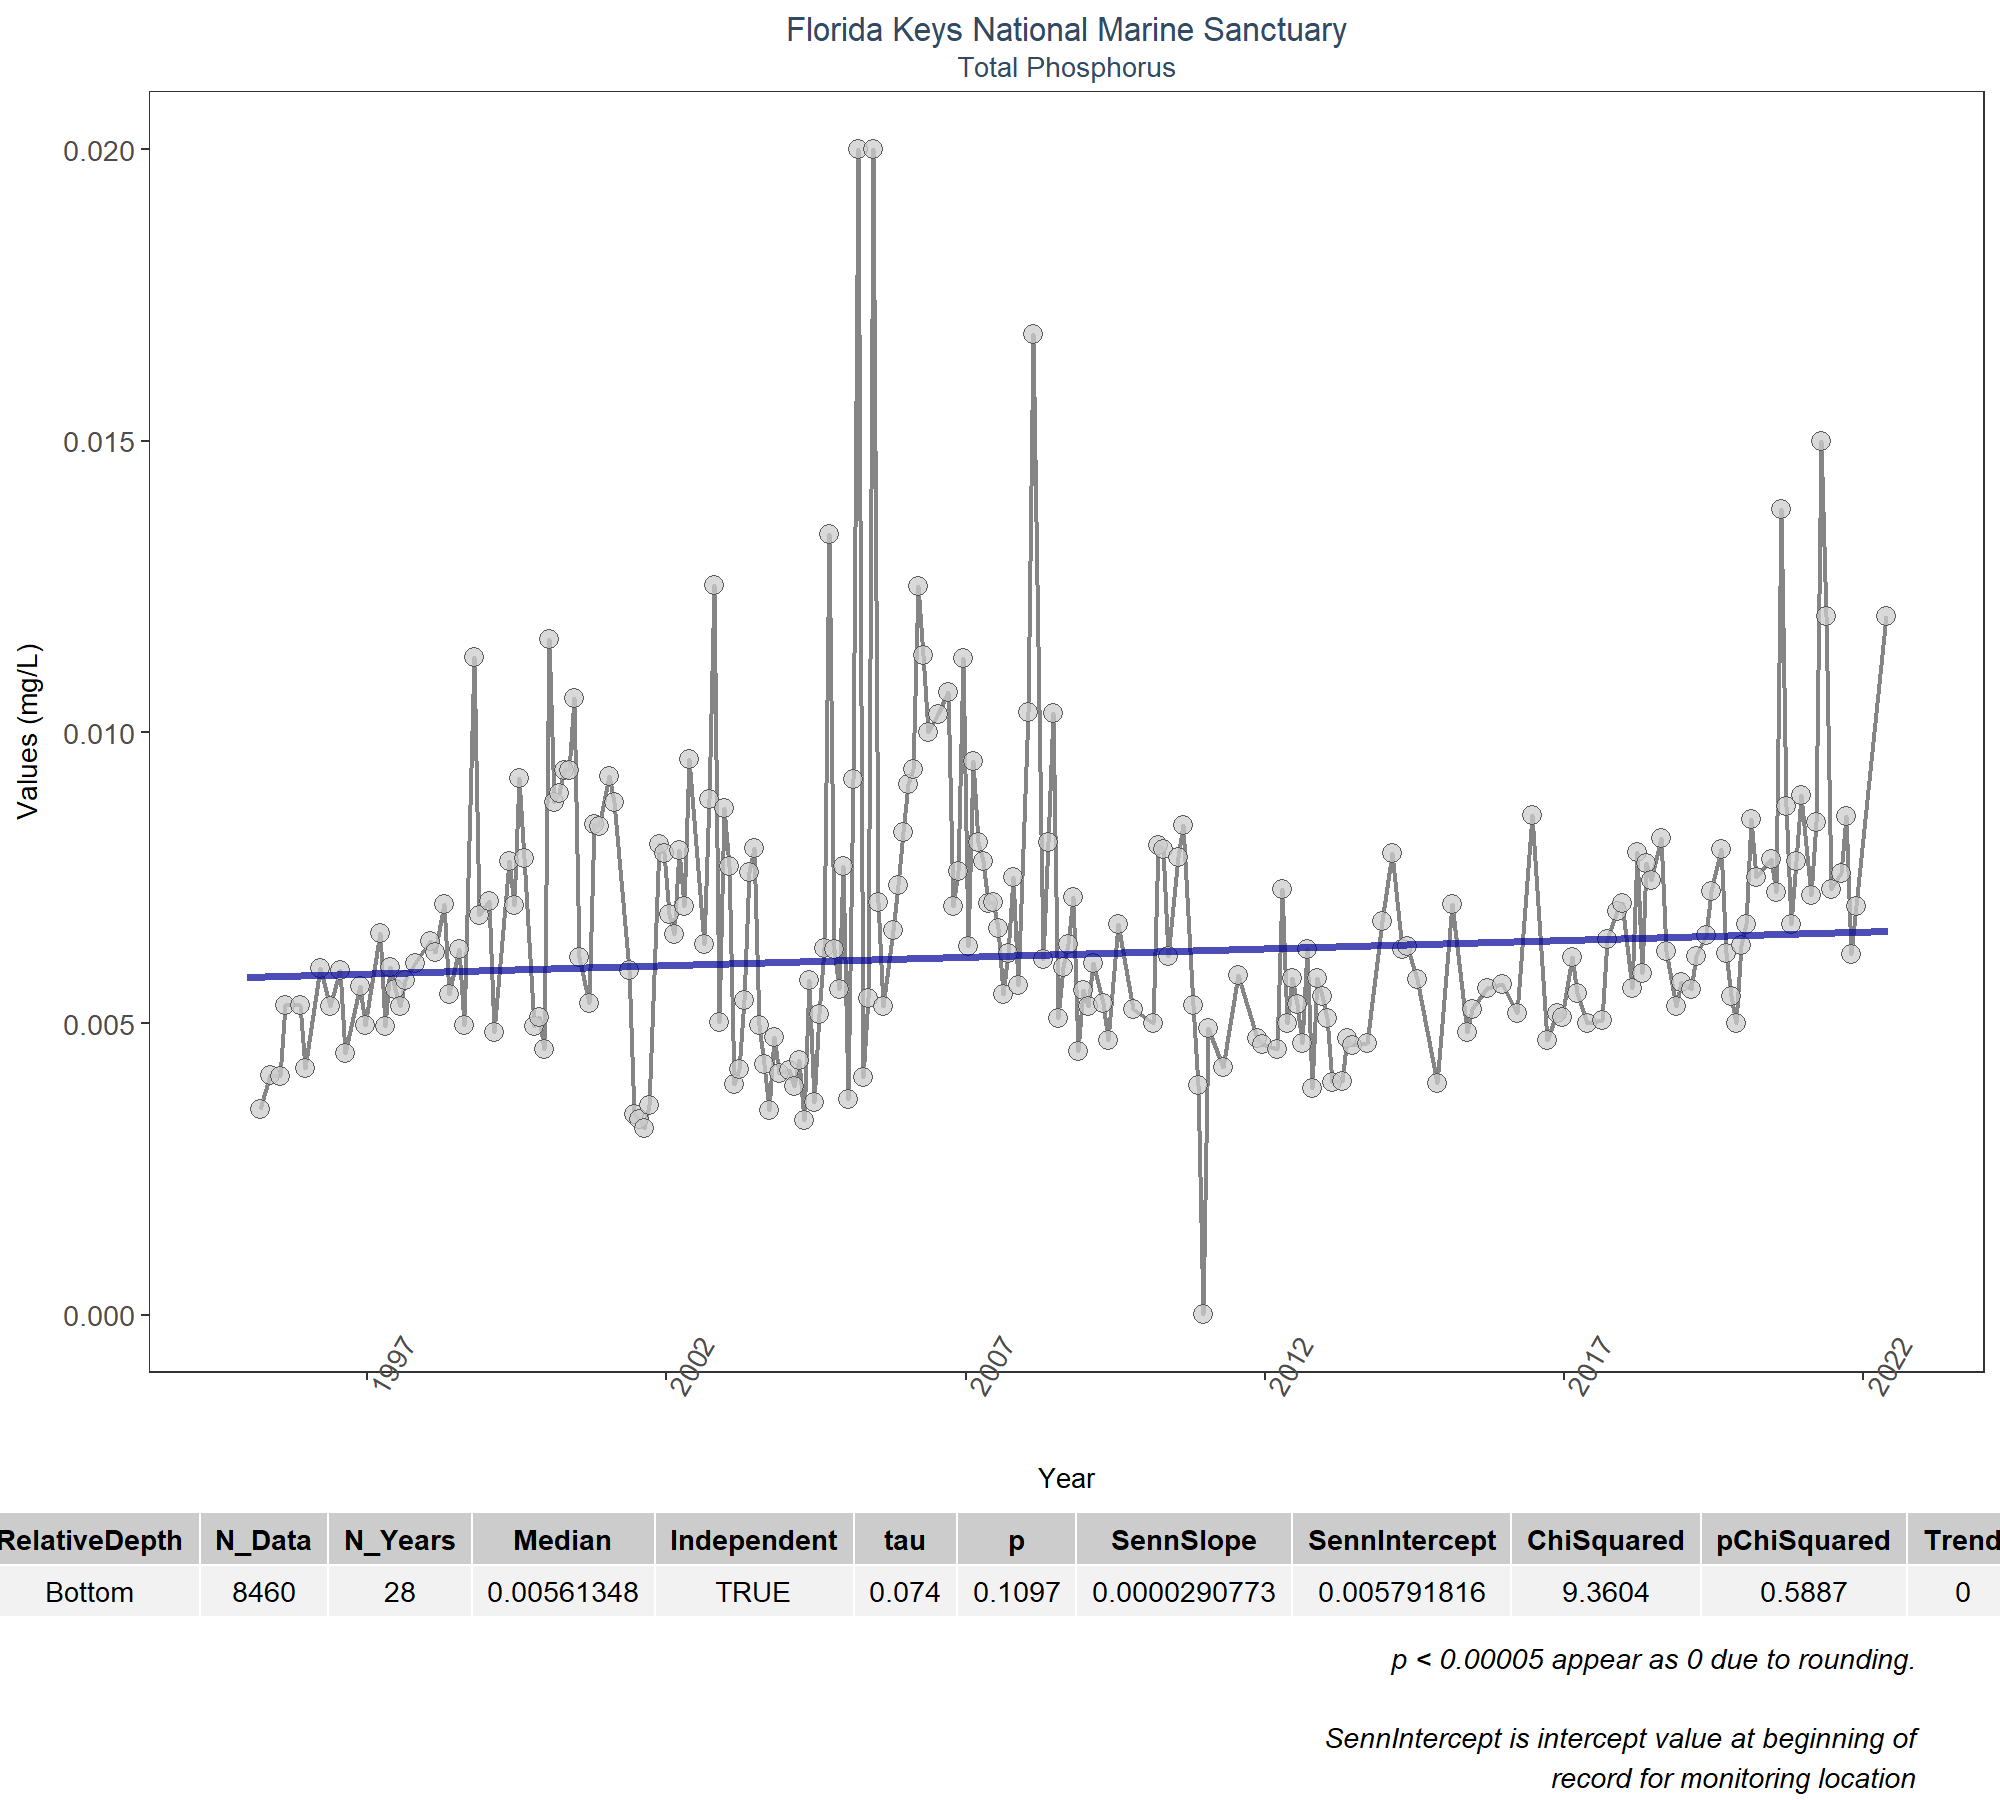 Florida Keys National Marine Sanctuary
Total Phosphorus
0.020
0.015
0.010
0.005
0.000
Values (mg/L)
1997 2002 2007 2012 2017 2022
Year
RelativeDepth N_Data N_Years Median Independent tau p SennSlope SennIntercept ChiSquared pChiSquared Trend
Bottom 8460 28 0.00561348 TRUE 0.074 0.1097 0.0000290773 0.005791816 9.3604 0.5887 0
p < 0.00005 appear as 0 due to rounding.
SennIntercept is intercept value at beginning of
record for monitoring location